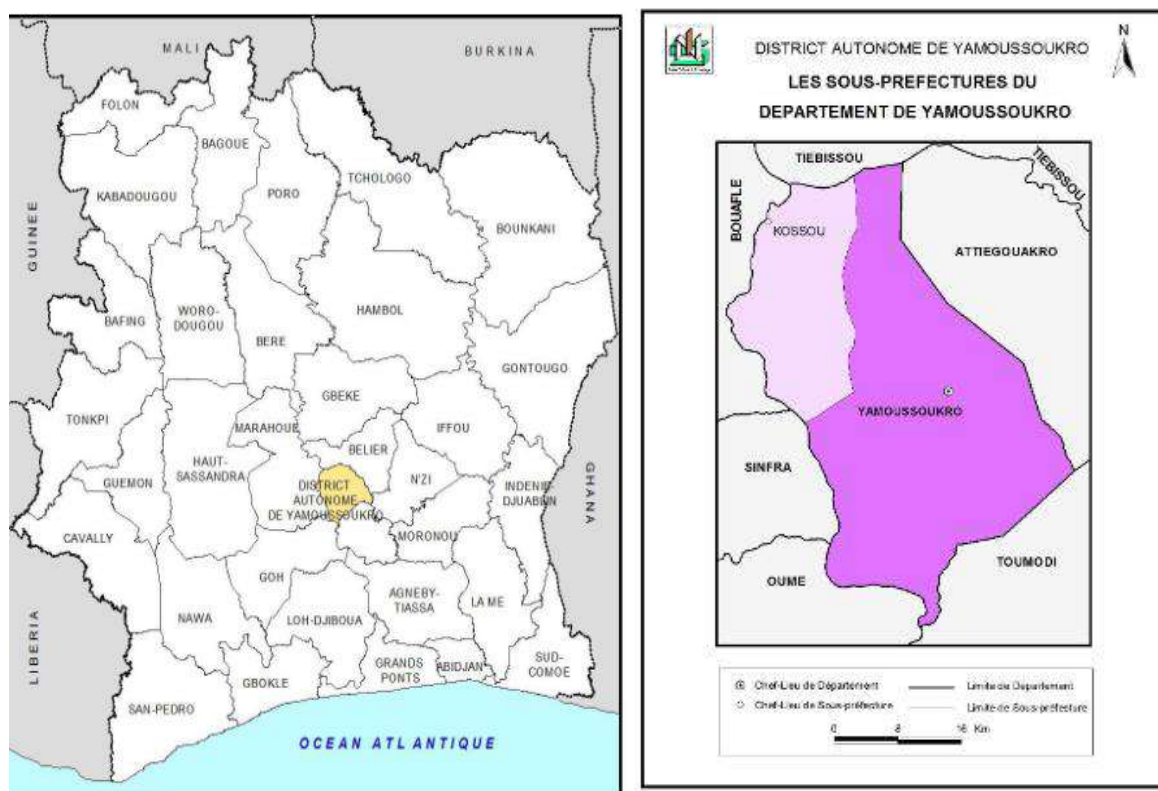 MALI
BURKINA
FOLON
BAGOUE
TCHOLOGO
KABADOUGOU
PORO
GUINEE
BOUNKANI
BAFING
WORO-
DOUGOU
HAMBOL
BERE
GONTOUGO
GBEKE
TONKPI
MARAHOUE
IFFOU
BELIER
HAUT-
SASSANDRA
GUEMON
N'ZI
INDENIE-
DJUABLIN
GHANA
DISTRICT
AUTONOME
DE YAMOUSSOUKRO
CAVALLY
MORONOU
GOH
AGNEBY-
TIASSA
LA ME
NAWA
LOH-DJIBOUA
LIBERIA
GRANDS
PONTS
ABIDJAN
SUD-
COMOE
GBOKLE
SAN-PEDRO
OCEAN ATLANTIQUE
DISTRICT AUTONOME DE YAMOUSSOUKRO
N
LES SOUS-PREFECTURES DU
DEPARTEMENT DE YAMOUSSOUKRO
TIEBISSOU
TIEBISSOU
BOUAFLE
KOSSOU
ATTIEGOUAKRO
YAMOUSSOUKRO
SINFRA
TOUMODI
OUME
Chef-Lieu de Département
Limite de Département
Chef-Lieu de Sous-préfecture
Limite de Sous-préfecture
0 8 16 Km